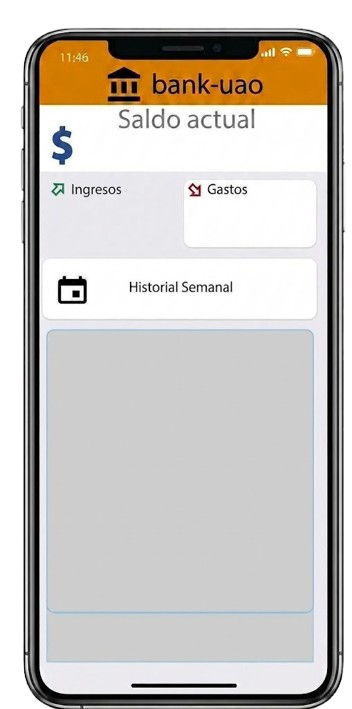 11:46
bank-uao
Saldo actual
$
Ingresos
Gastos
Historial Semanal